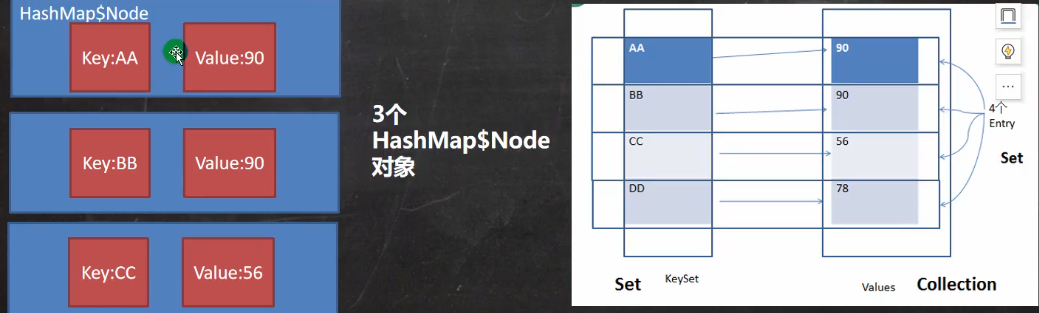 HashMap$Node
Key:AA
Value:90
Key:BB
Value:90
Key:CC
Value:56
3个
HashMap$Node
对象
AA
90
BB
90
CC
56
DD
78
4个
Entry
Set
Set
KeySet
Values
Collection